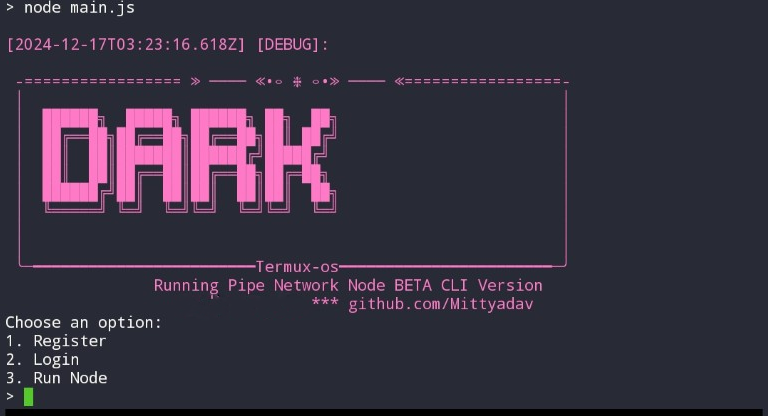 > node main.js
[2024-12-17T03:23:16.618Z] [DEBUG]:
DARK
Termux-os
Running Pipe Network Node BETA CLI Version
*** github.com/Mittyadav
Choose an option:
1. Register
2. Login
3. Run Node
>